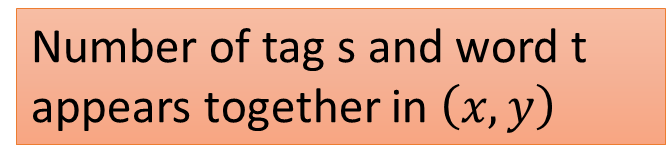 Number of tag s and word t
appears together in (x, y)